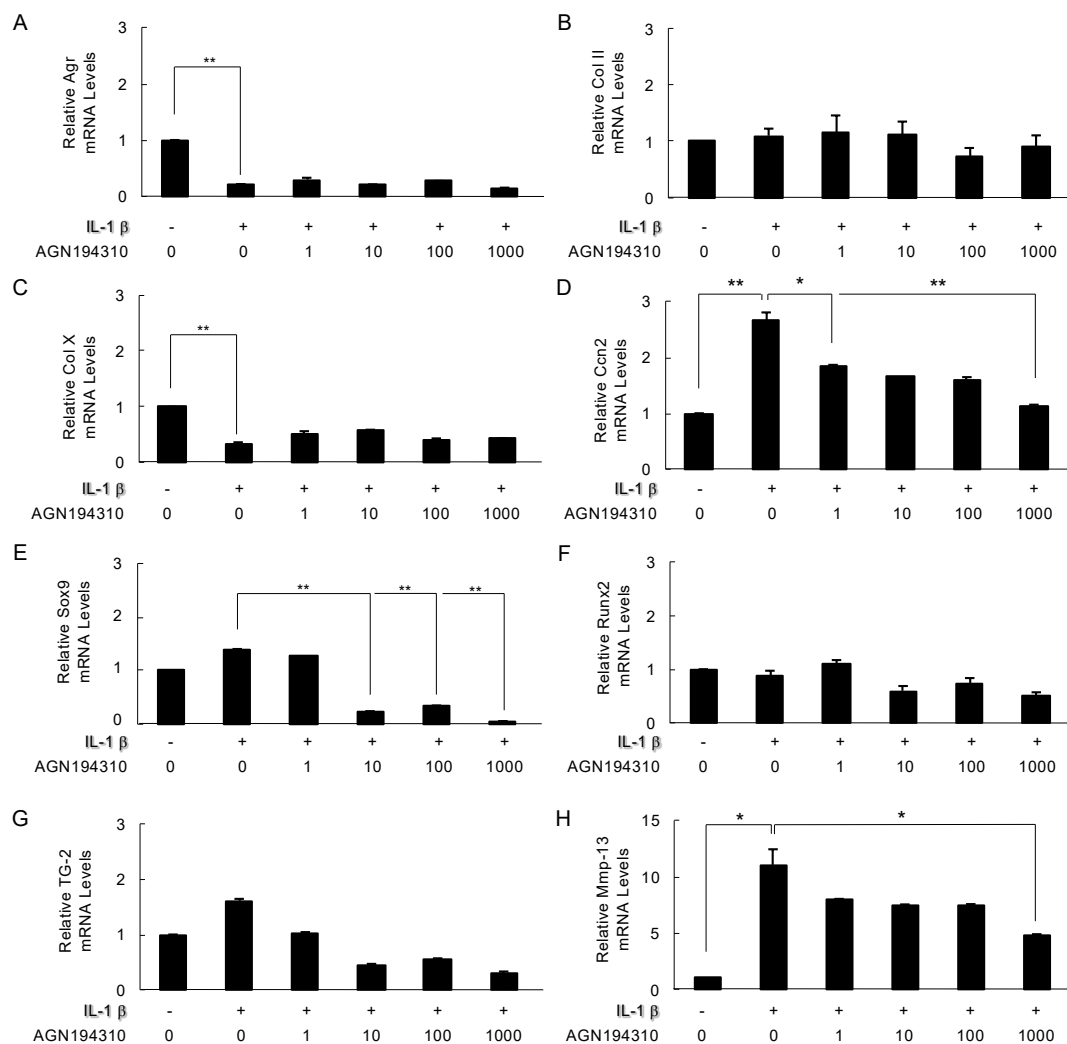 A
Relative Agr
mRNA Levels
3
2
1
0
**
IL-1 β - + + + + +
AGN194310 0 0 1 10 100 1000
B
Relative Col II
mRNA Levels
3
2
1
0
IL-1 β - + + + + +
AGN194310 0 0 1 10 100 1000
C
Relative Col X
mRNA Levels
3
2
1
0
**
IL-1 β - + + + + +
AGN194310 0 0 1 10 100 1000
D
Relative Ccn2
mRNA Levels
3
2
1
0
** * **
IL-1 β - + + + + +
AGN194310 0 0 1 10 100 1000
E
Relative Sox9
mRNA Levels
3
2
1
0
** ** **
IL-1 β - + + + + +
AGN194310 0 0 1 10 100 1000
F
Relative Runx2
mRNA Levels
3
2
1
0
IL-1 β - + + + + +
AGN194310 0 0 1 10 100 1000
G
Relative TG-2
mRNA Levels
3
2
1
0
IL-1 β - + + + + +
AGN194310 0 0 1 10 100 1000
H
Relative Mmp-13
mRNA Levels
15
10
5
0
* *
IL-1 β - + + + + +
AGN194310 0 0 1 10 100 1000